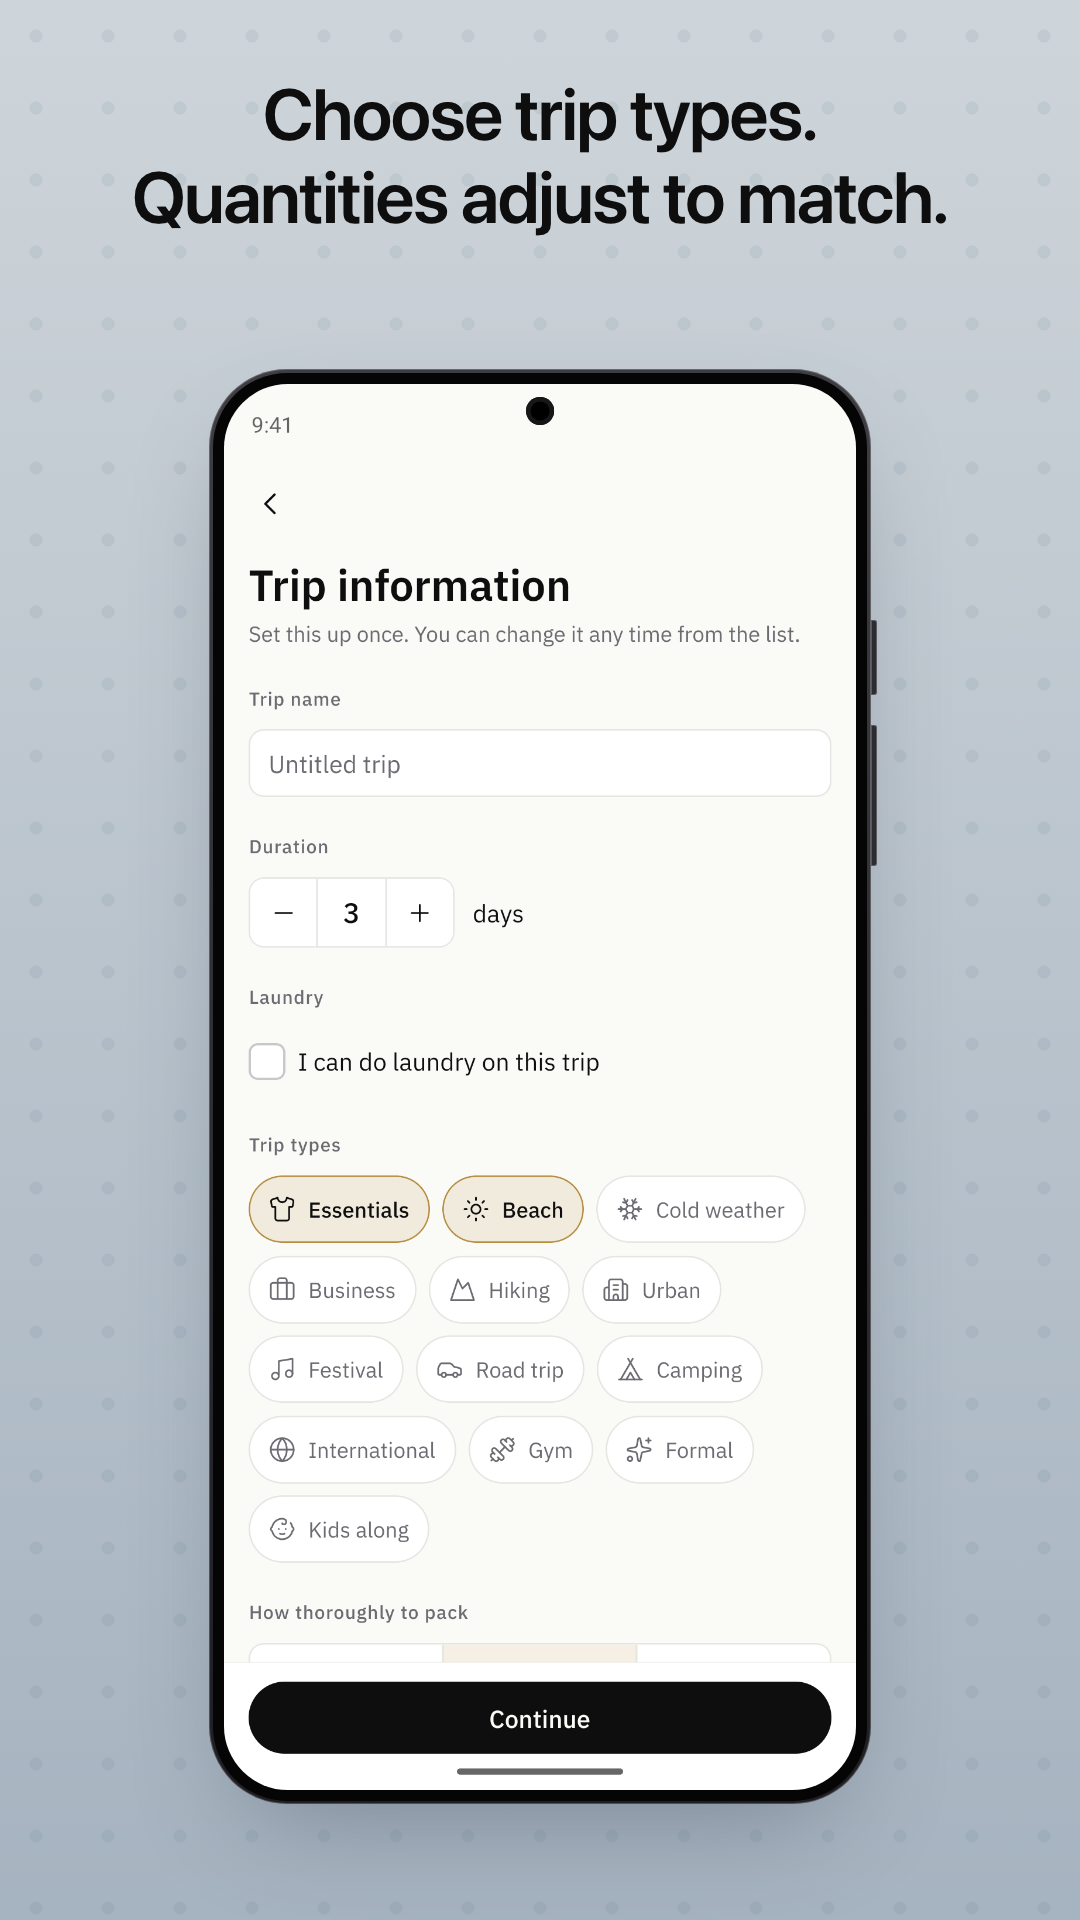 Choose trip types.
Quantities adjust to match.
9:41
Trip information
Set this up once. You can change it any time from the list.
Trip name
Untitled trip
Duration
3 days
Laundry
I can do laundry on this trip
Trip types
Essentials Beach Cold weather
Business Hiking Urban
Festival Road trip Camping
International Gym Formal
Kids along
How thoroughly to pack
Continue